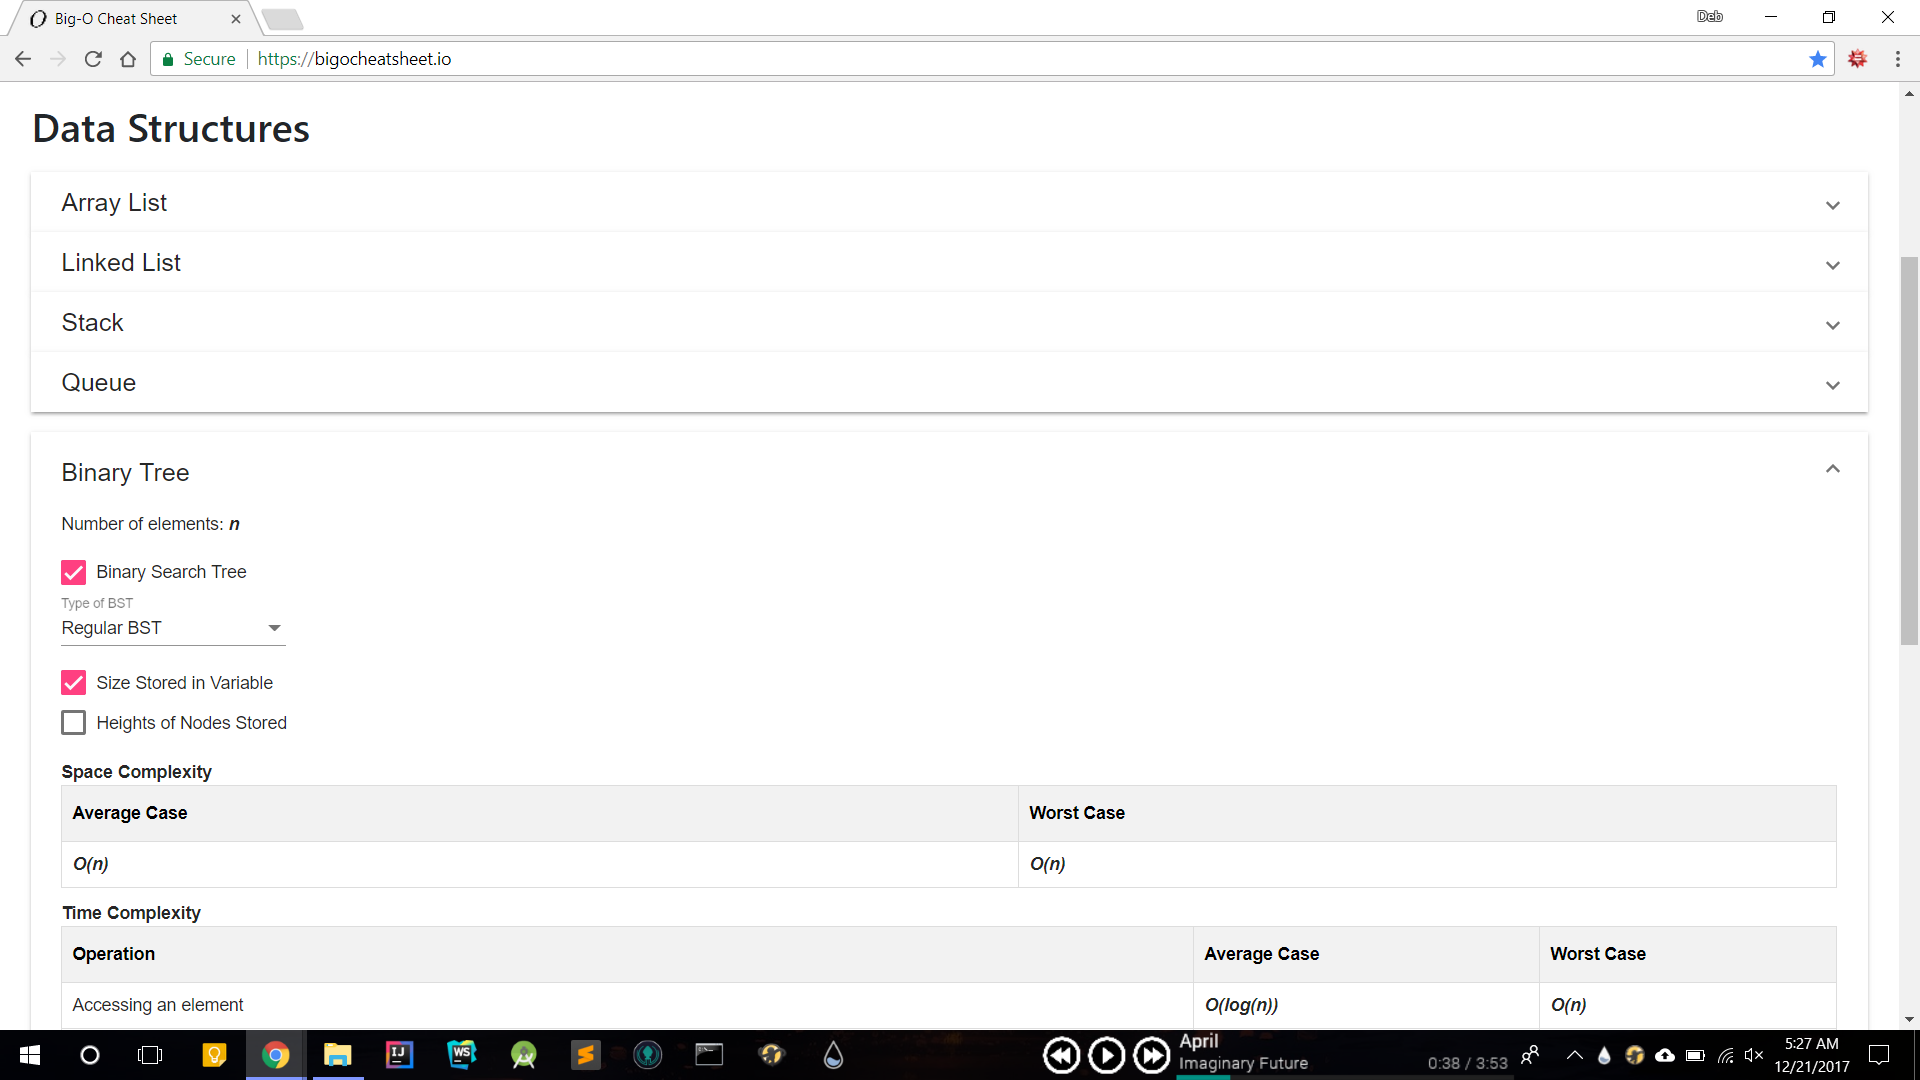 Big-O Cheat Sheet
Deb
Secure https://bigocheatsheet.io
Data Structures
Array List
Linked List
Stack
Queue
Binary Tree
Number of elements: n
Binary Search Tree
Type of BST
Regular BST
Size Stored in Variable
Heights of Nodes Stored
Space Complexity
Average Case Worst Case
O(n) O(n)
Time Complexity
Operation Average Case Worst Case
Accessing an element O(log(n)) O(n)
IJ
WS
April
Imaginary Future
0:38 / 3:53
5:27 AM
12/21/2017